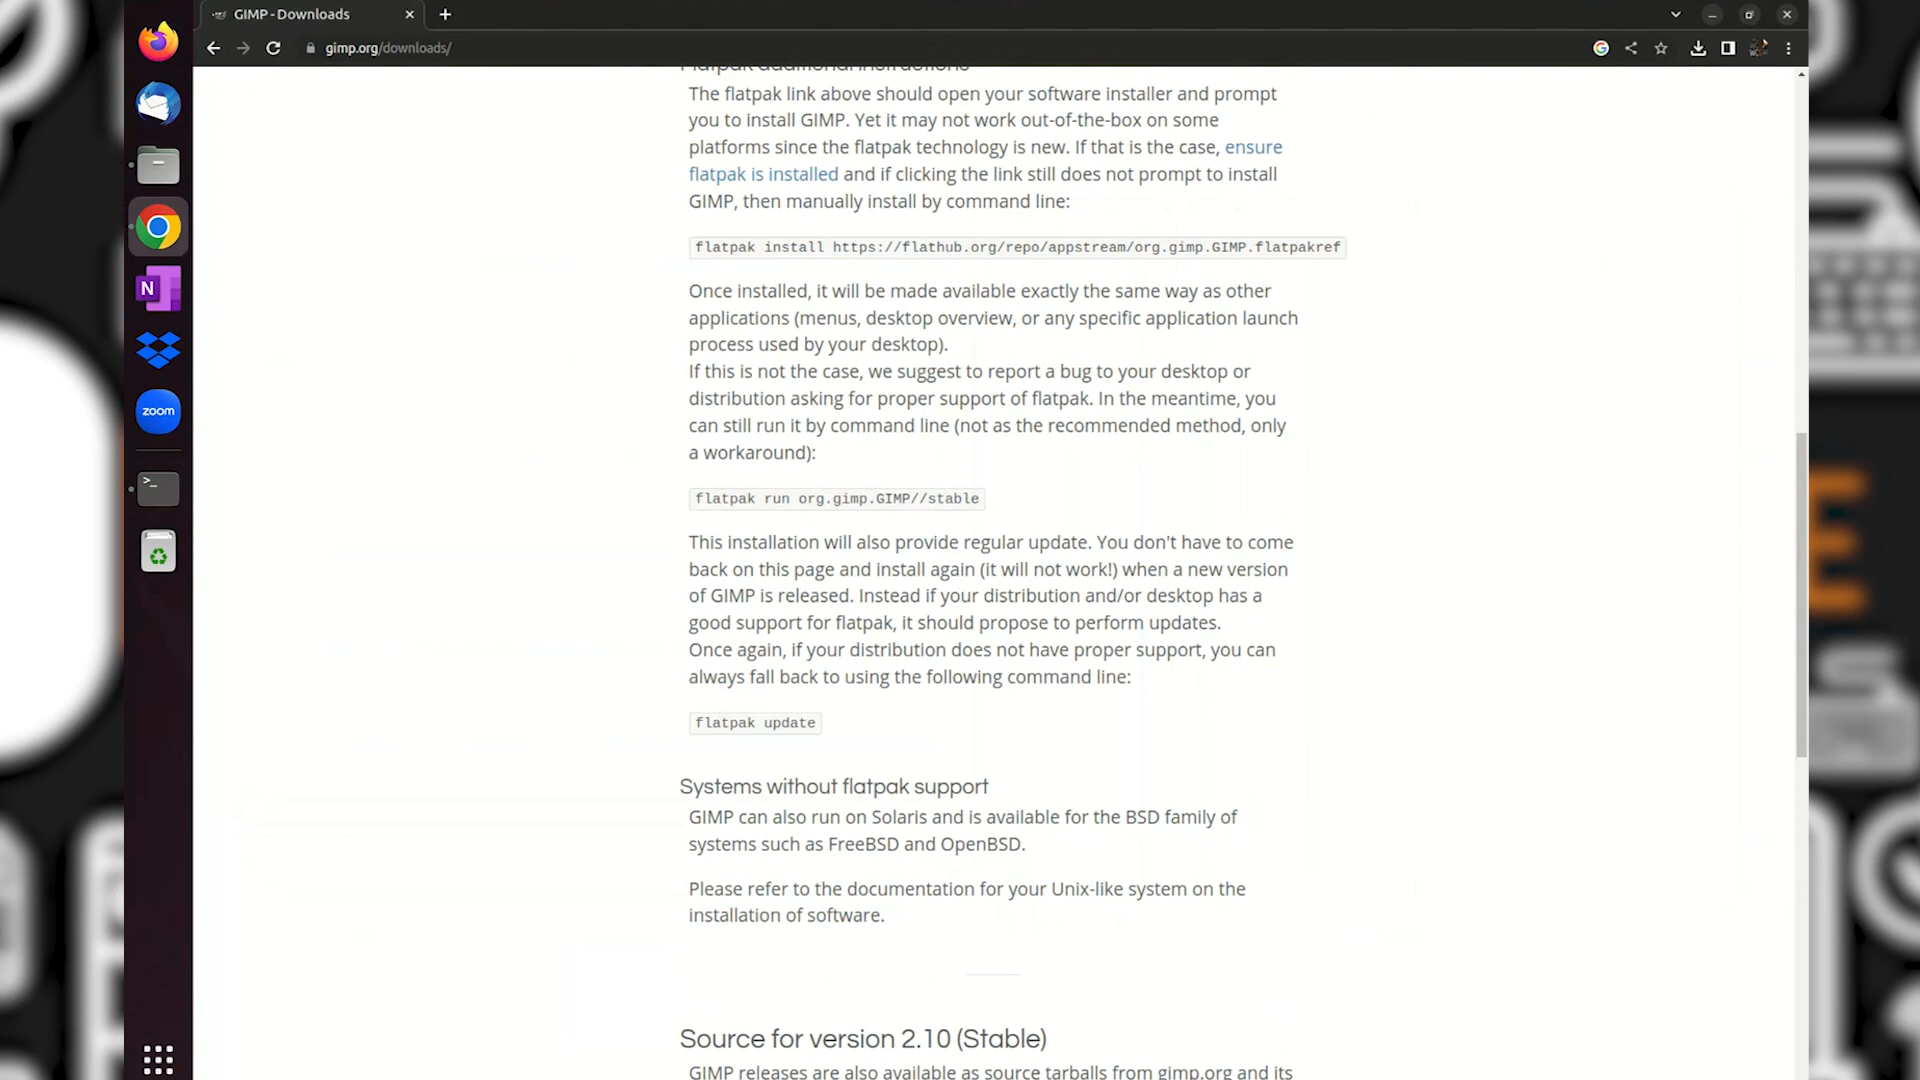 GIMP - Downloads
gimp.org/downloads/
Flatpak additional instructions
The flatpak link above should open your software installer and prompt
you to install GIMP. Yet it may not work out-of-the-box on some
platforms since the flatpak technology is new. If that is the case, ensure
flatpak is installed and if clicking the link still does not prompt to install
GIMP, then manually install by command line:
flatpak install https://flathub.org/repo/appstream/org.gimp.GIMP.flatpakref
Once installed, it will be made available exactly the same way as other
applications (menus, desktop overview, or any specific application launch
process used by your desktop).
If this is not the case, we suggest to report a bug to your desktop or
distribution asking for proper support of flatpak. In the meantime, you
can still run it by command line (not as the recommended method, only
a workaround):
flatpak run org.gimp.GIMP//stable
This installation will also provide regular update. You don't have to come
back on this page and install again (it will not work!) when a new version
of GIMP is released. Instead if your distribution and/or desktop has a
good support for flatpak, it should propose to perform updates.
Once again, if your distribution does not have proper support, you can
always fall back to using the following command line:
flatpak update
Systems without flatpak support
GIMP can also run on Solaris and is available for the BSD family of
systems such as FreeBSD and OpenBSD.
Please refer to the documentation for your Unix-like system on the
installation of software.
Source for version 2.10 (Stable)
GIMP releases are also available as source tarballs from gimp.org and its
N
zoom
>_
E